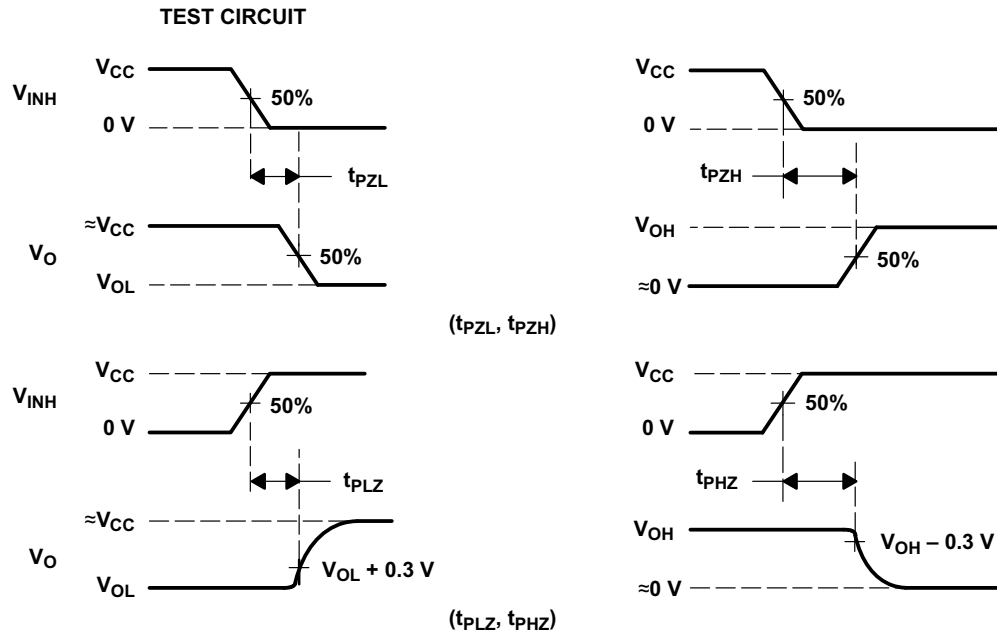 TEST CIRCUIT
VCC
VINH
50%
0 V
tPZL
≈VCC
VO
50%
VOL
VCC
50%
0 V
tPZH
VOH
50%
≈0 V
(tPZL, tPZH)
VCC
VINH
50%
0 V
tPLZ
≈VCC
VO
VOL + 0.3 V
VOL
VCC
50%
0 V
tPHZ
VOH
VOH – 0.3 V
≈0 V
(tPLZ, tPHZ)